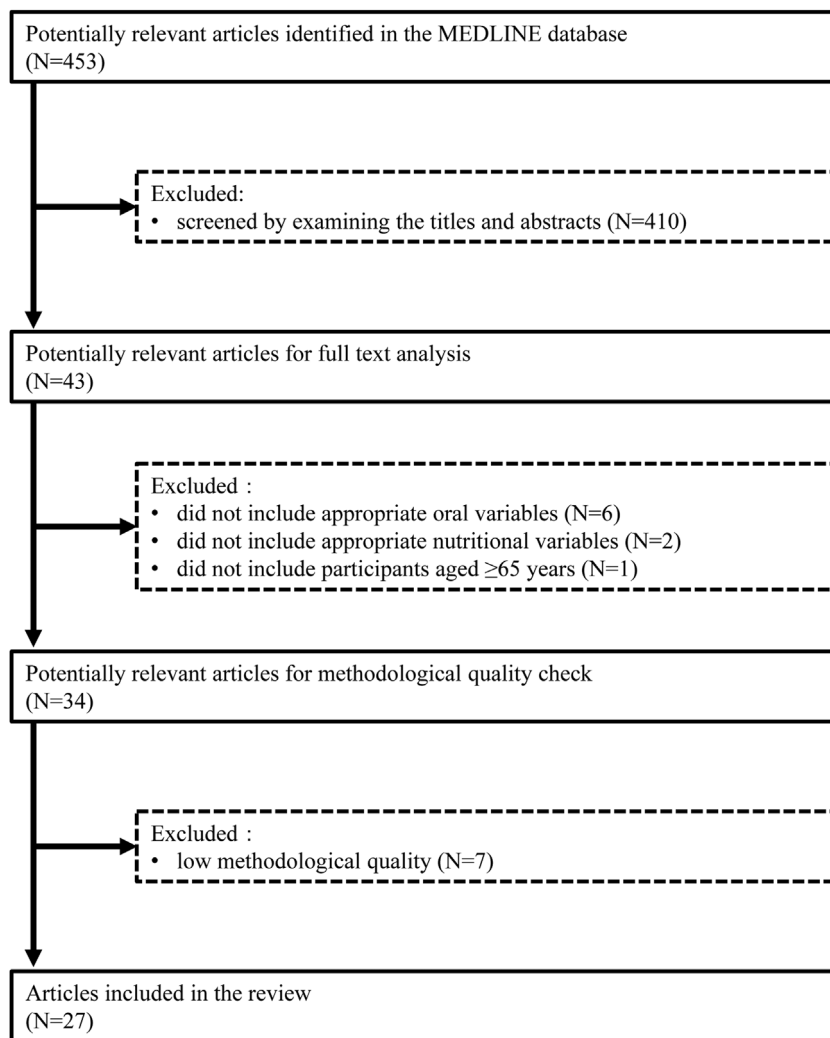 Potentially relevant articles identified in the MEDLINE database
(N=453)
Excluded:
• screened by examining the titles and abstracts (N=410)
Potentially relevant articles for full text analysis
(N=43)
Excluded：
• did not include appropriate oral variables (N=6)
• did not include appropriate nutritional variables (N=2)
• did not include participants aged ≥65 years (N=1)
Potentially relevant articles for methodological quality check
(N=34)
Excluded：
• low methodological quality (N=7)
Articles included in the review
(N=27)